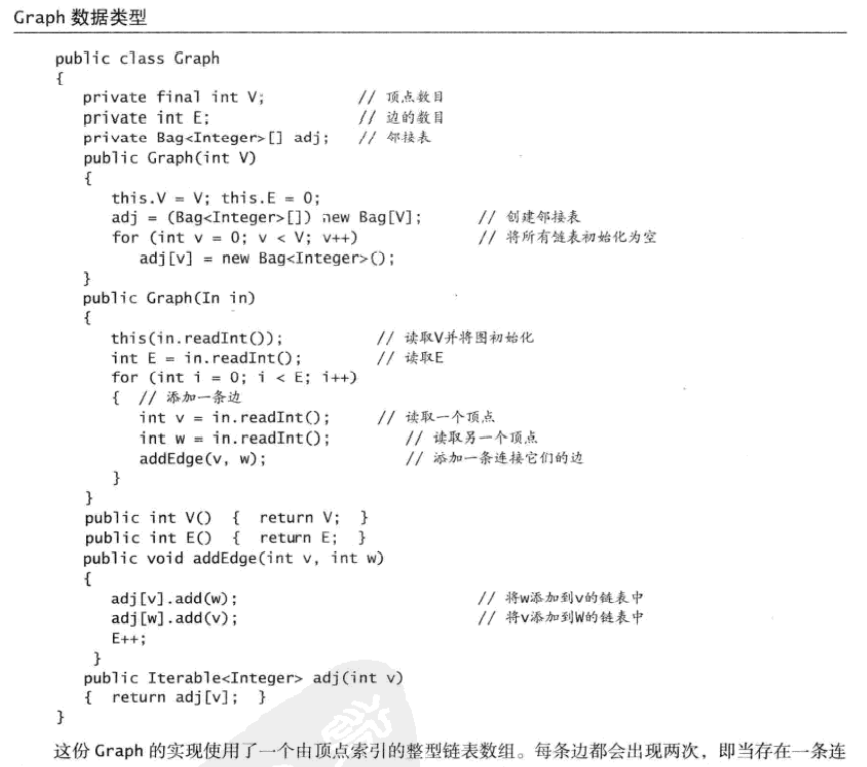 Graph 数据类型
public class Graph
{
private final int V; // 顶点数目
private int E; // 边的数目
private Bag<Integer>[] adj; // 邻接表
public Graph(int V)
{
this.V = V; this.E = 0;
adj = (Bag<Integer>[]) new Bag[V]; // 创建邻接表
for (int v = 0; v < V; v++) // 将所有链表初始化为空
adj[v] = new Bag<Integer>();
}
public Graph(In in)
{
this(in.readInt()); // 读取V并将图初始化
int E = in.readInt(); // 读取E
for (int i = 0; i < E; i++)
{ // 添加一条边
int v = in.readInt(); // 读取一个顶点
int w = in.readInt(); // 读取另一个顶点
addEdge(v, w); // 添加一条连接它们的边
}
}
public int V() { return V; }
public int E() { return E; }
public void addEdge(int v, int w)
{
adj[v].add(w); // 将w添加到v的链表中
adj[w].add(v); // 将v添加到W的链表中
E++;
}
public Iterable<Integer> adj(int v)
{ return adj[v]; }
}
这份 Graph 的实现使用了一个由顶点索引的整型链表数组。每条边都会出现两次，即当存在一条连